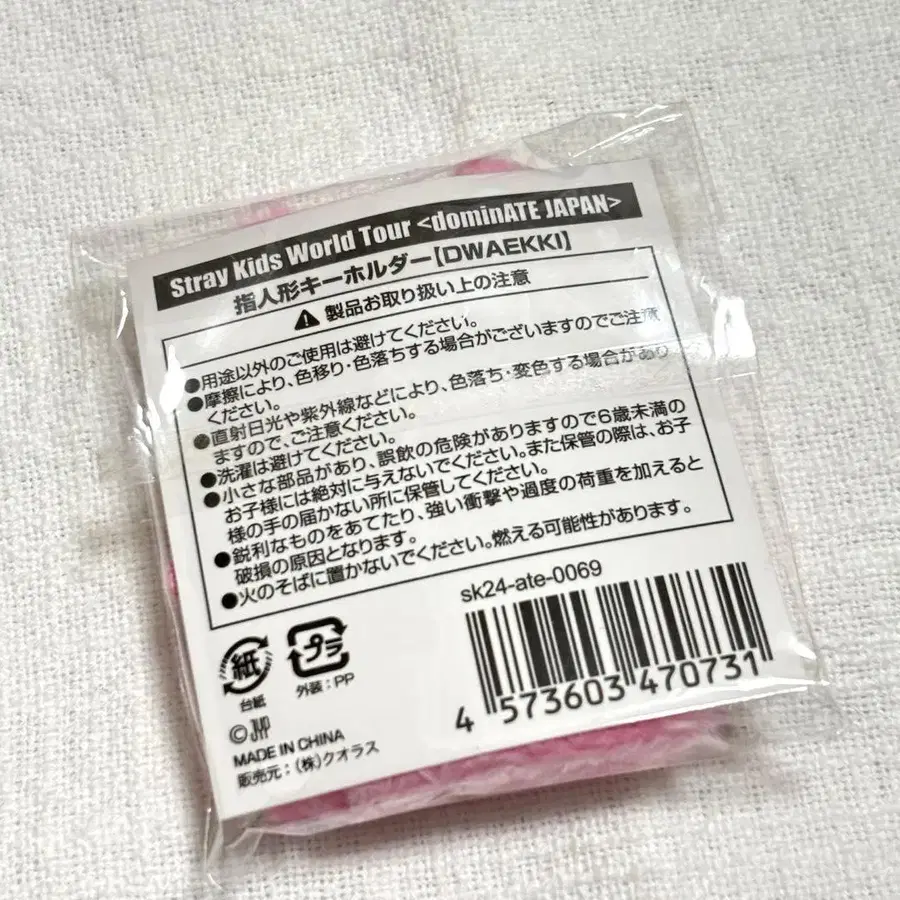 Stray Kids World Tour <dominATE JAPAN>
指人形キーホルダー【DWAEKKI】
製品お取り扱い上の注意
●用途以外のご使用は避けてください。
●摩擦により、色移り・色落ちする場合がございますのでご注意
ください。
●直射日光や紫外線などにより、色落ち・変色する場合があり
ますので、ご注意ください。
●洗濯は避けてください。
●小さな部品があり、誤飲の危険がありますので6歳未満の
お子様には絶対に与えないでください。また保管の際は、お子
様の手の届かない所に保管してください。
●鋭利なものをあてたり、強い衝撃や過度の荷重を加えると
破損の原因となります。
●火のそばに置かないでください。燃える可能性があります。
sk24-ate-0069
4 573603 470731
紙
台紙
プラ
外装:PP
©JYP
MADE IN CHINA
販売元:(株)クオラス